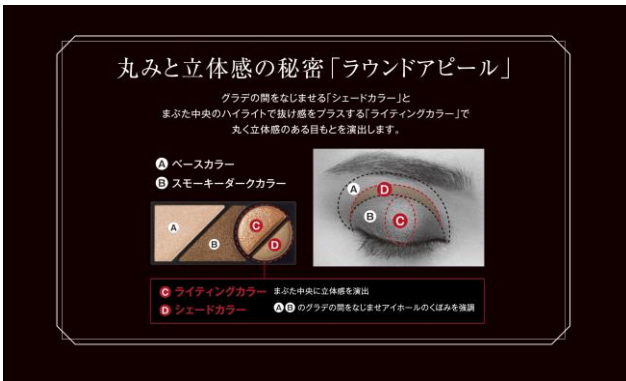 丸みと立体感の秘密「ラウンドアピール」
グラデの間をなじませる「シェードカラー」と
まぶた中央のハイライトで抜け感をプラスする「ライティングカラー」で
丸く立体感のある目もとを演出します。
A ベースカラー
B スモーキーダークカラー
A
B
C
D
A
D
B
C
C ライティングカラー まぶた中央に立体感を演出
D シェードカラー A B のグラデの間をなじませアイホールのくぼみを強調